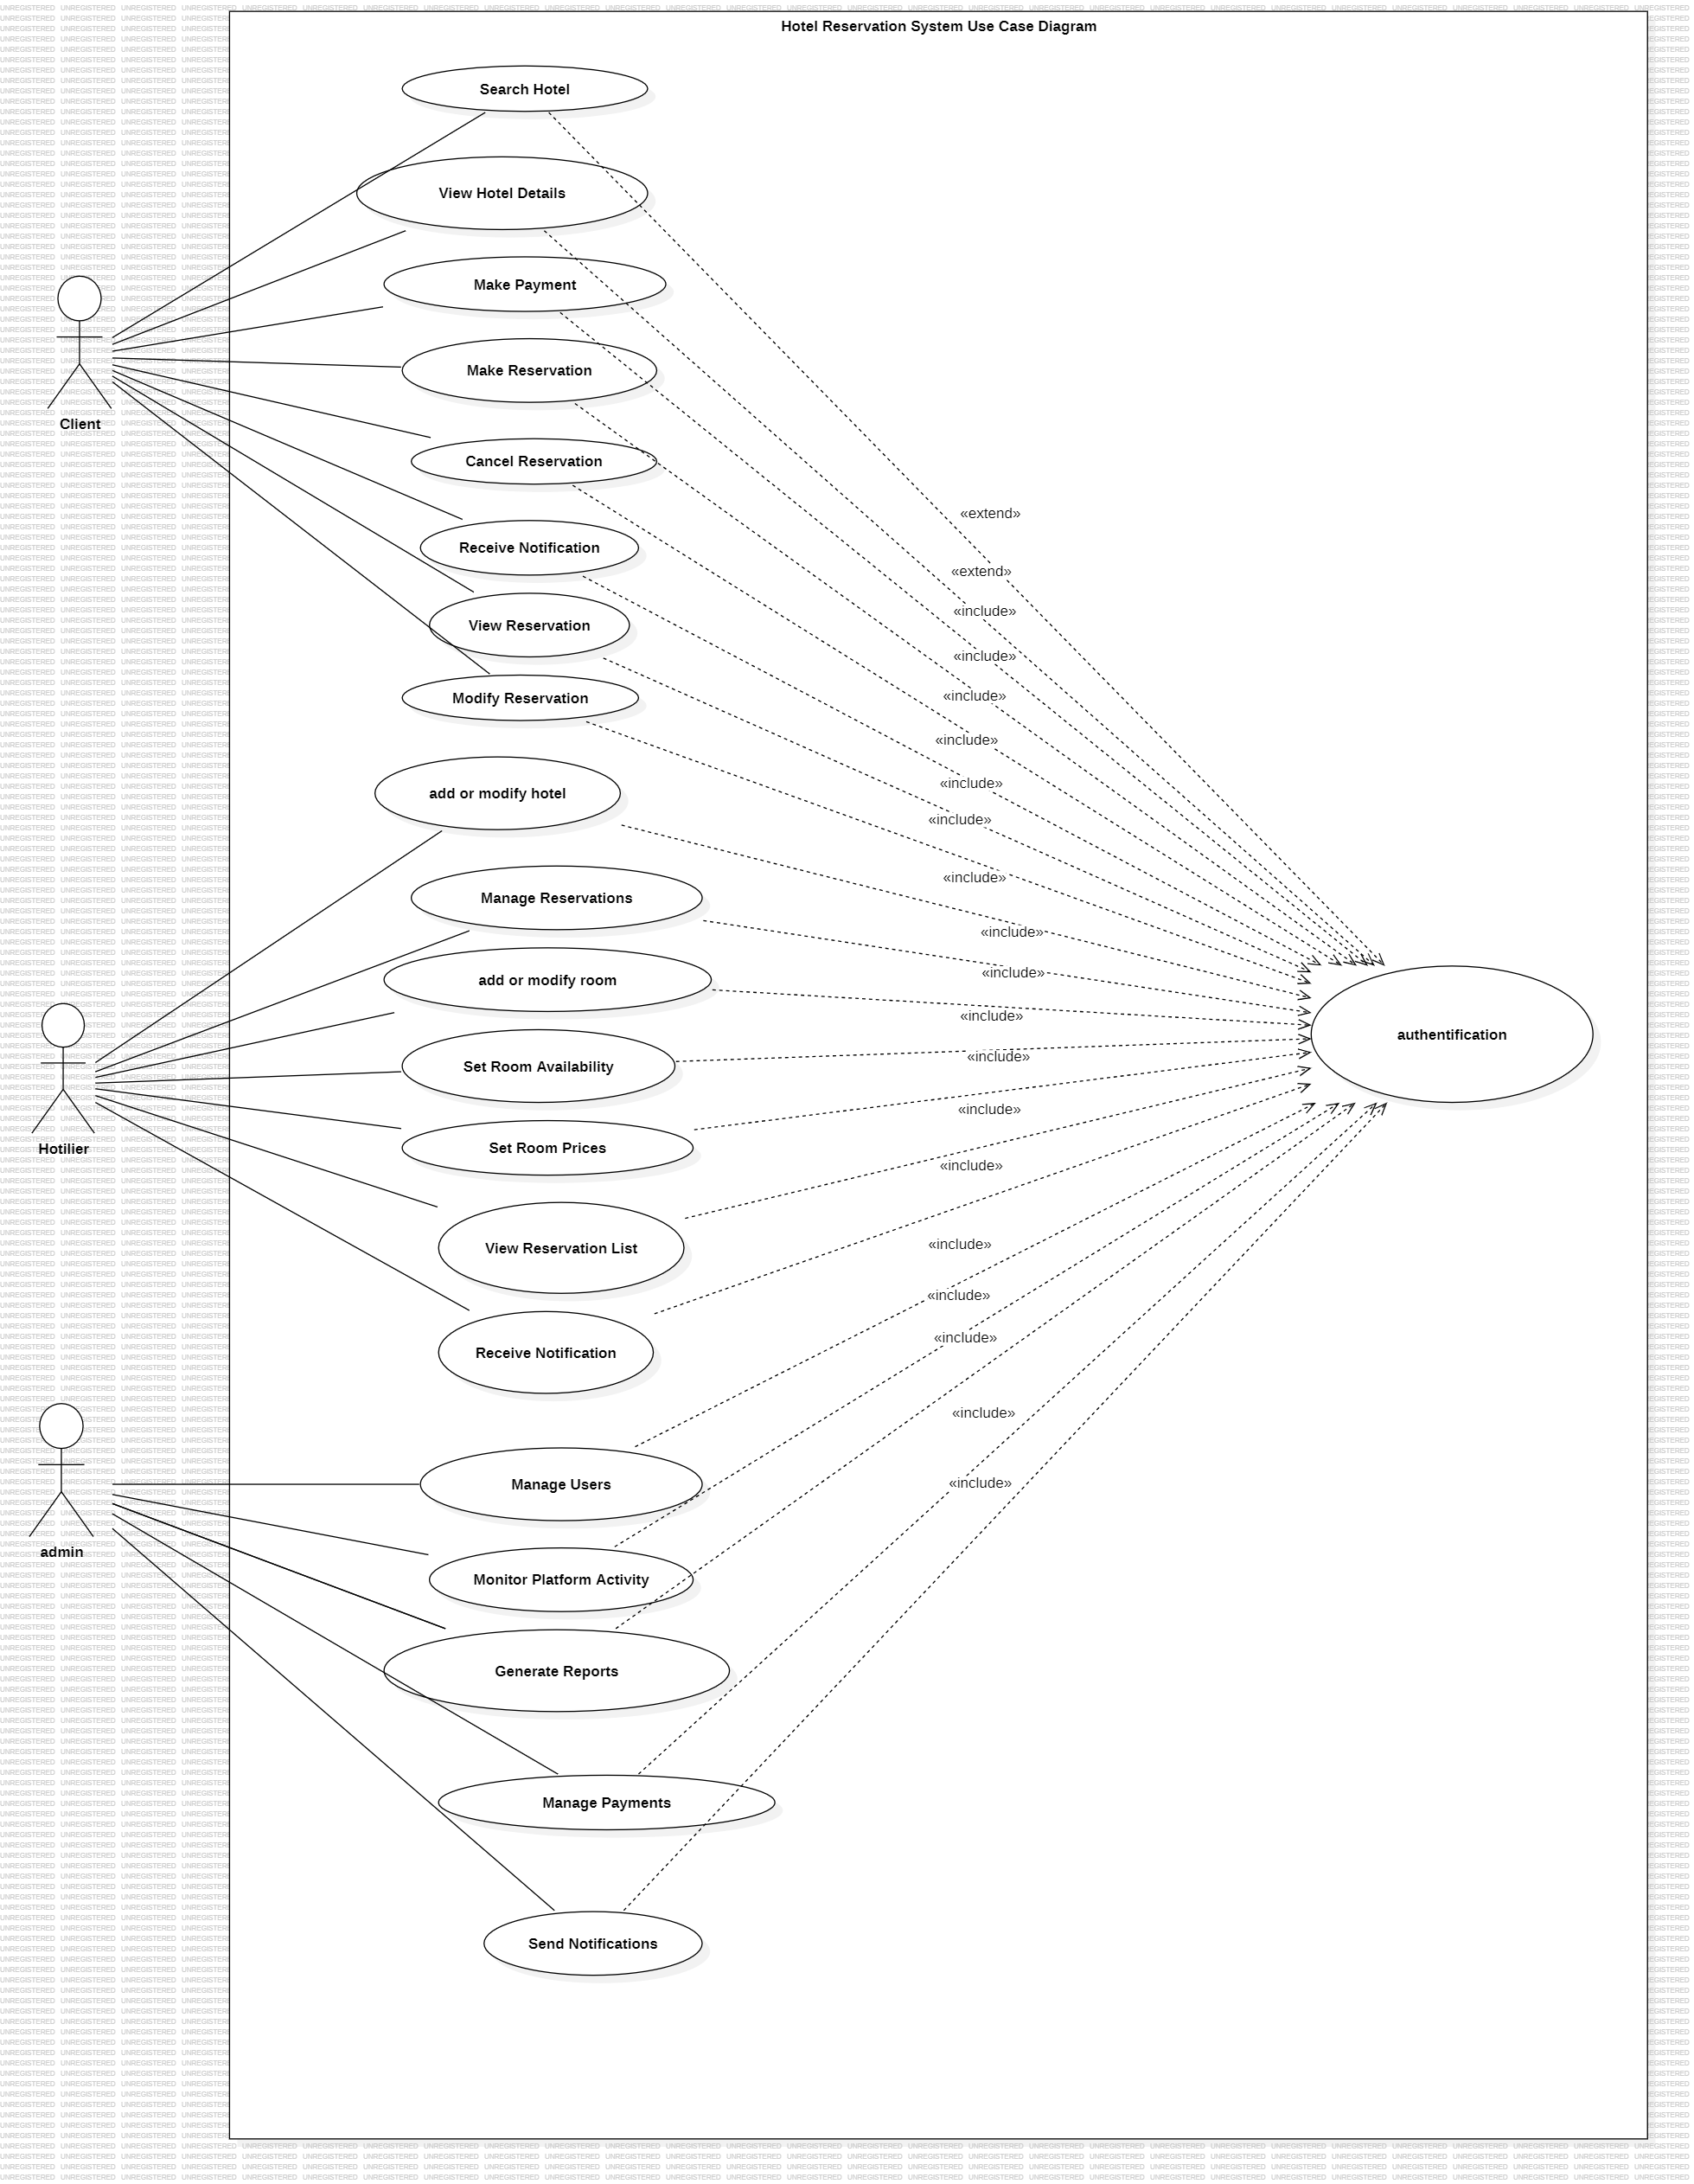 Hotel Reservation System Use Case Diagram
Search Hotel
View Hotel Details
Make Payment
Make Reservation
Client
Cancel Reservation
«extend»
Receive Notification
«extend»
«include»
View Reservation
«include»
Modify Reservation
«include»
«include»
«include»
add or modify hotel
«include»
«include»
Manage Reservations
«include»
«include»
add or modify room
«include»
authentification
«include»
Set Room Availability
«include»
Hotilier
Set Room Prices
«include»
View Reservation List
«include»
«include»
«include»
Receive Notification
«include»
Manage Users
«include»
admin
Monitor Platform Activity
Generate Reports
Manage Payments
Send Notifications
UNREGISTERED